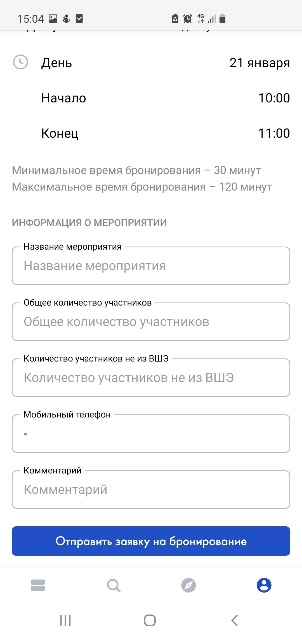 15:04
День 21 января
Начало 10:00
Конец 11:00
Минимальное время бронирования – 30 минут
Максимальное время бронирования – 120 минут
ИНФОРМАЦИЯ О МЕРОПРИЯТИИ
Название мероприятия
Название мероприятия
Общее количество участников
Общее количество участников
Количество участников не из ВШЭ
Количество участников не из ВШЭ
Мобильный телефон
-
Комментарий
Комментарий
Отправить заявку на бронирование